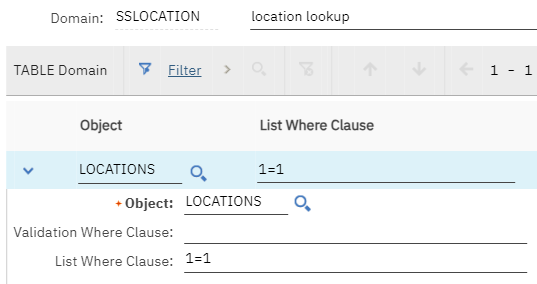 Domain: SSLOCATION location lookup
TABLE Domain Filter 1 - 1
Object List Where Clause
LOCATIONS 1=1
Object: LOCATIONS
Validation Where Clause:
List Where Clause: 1=1